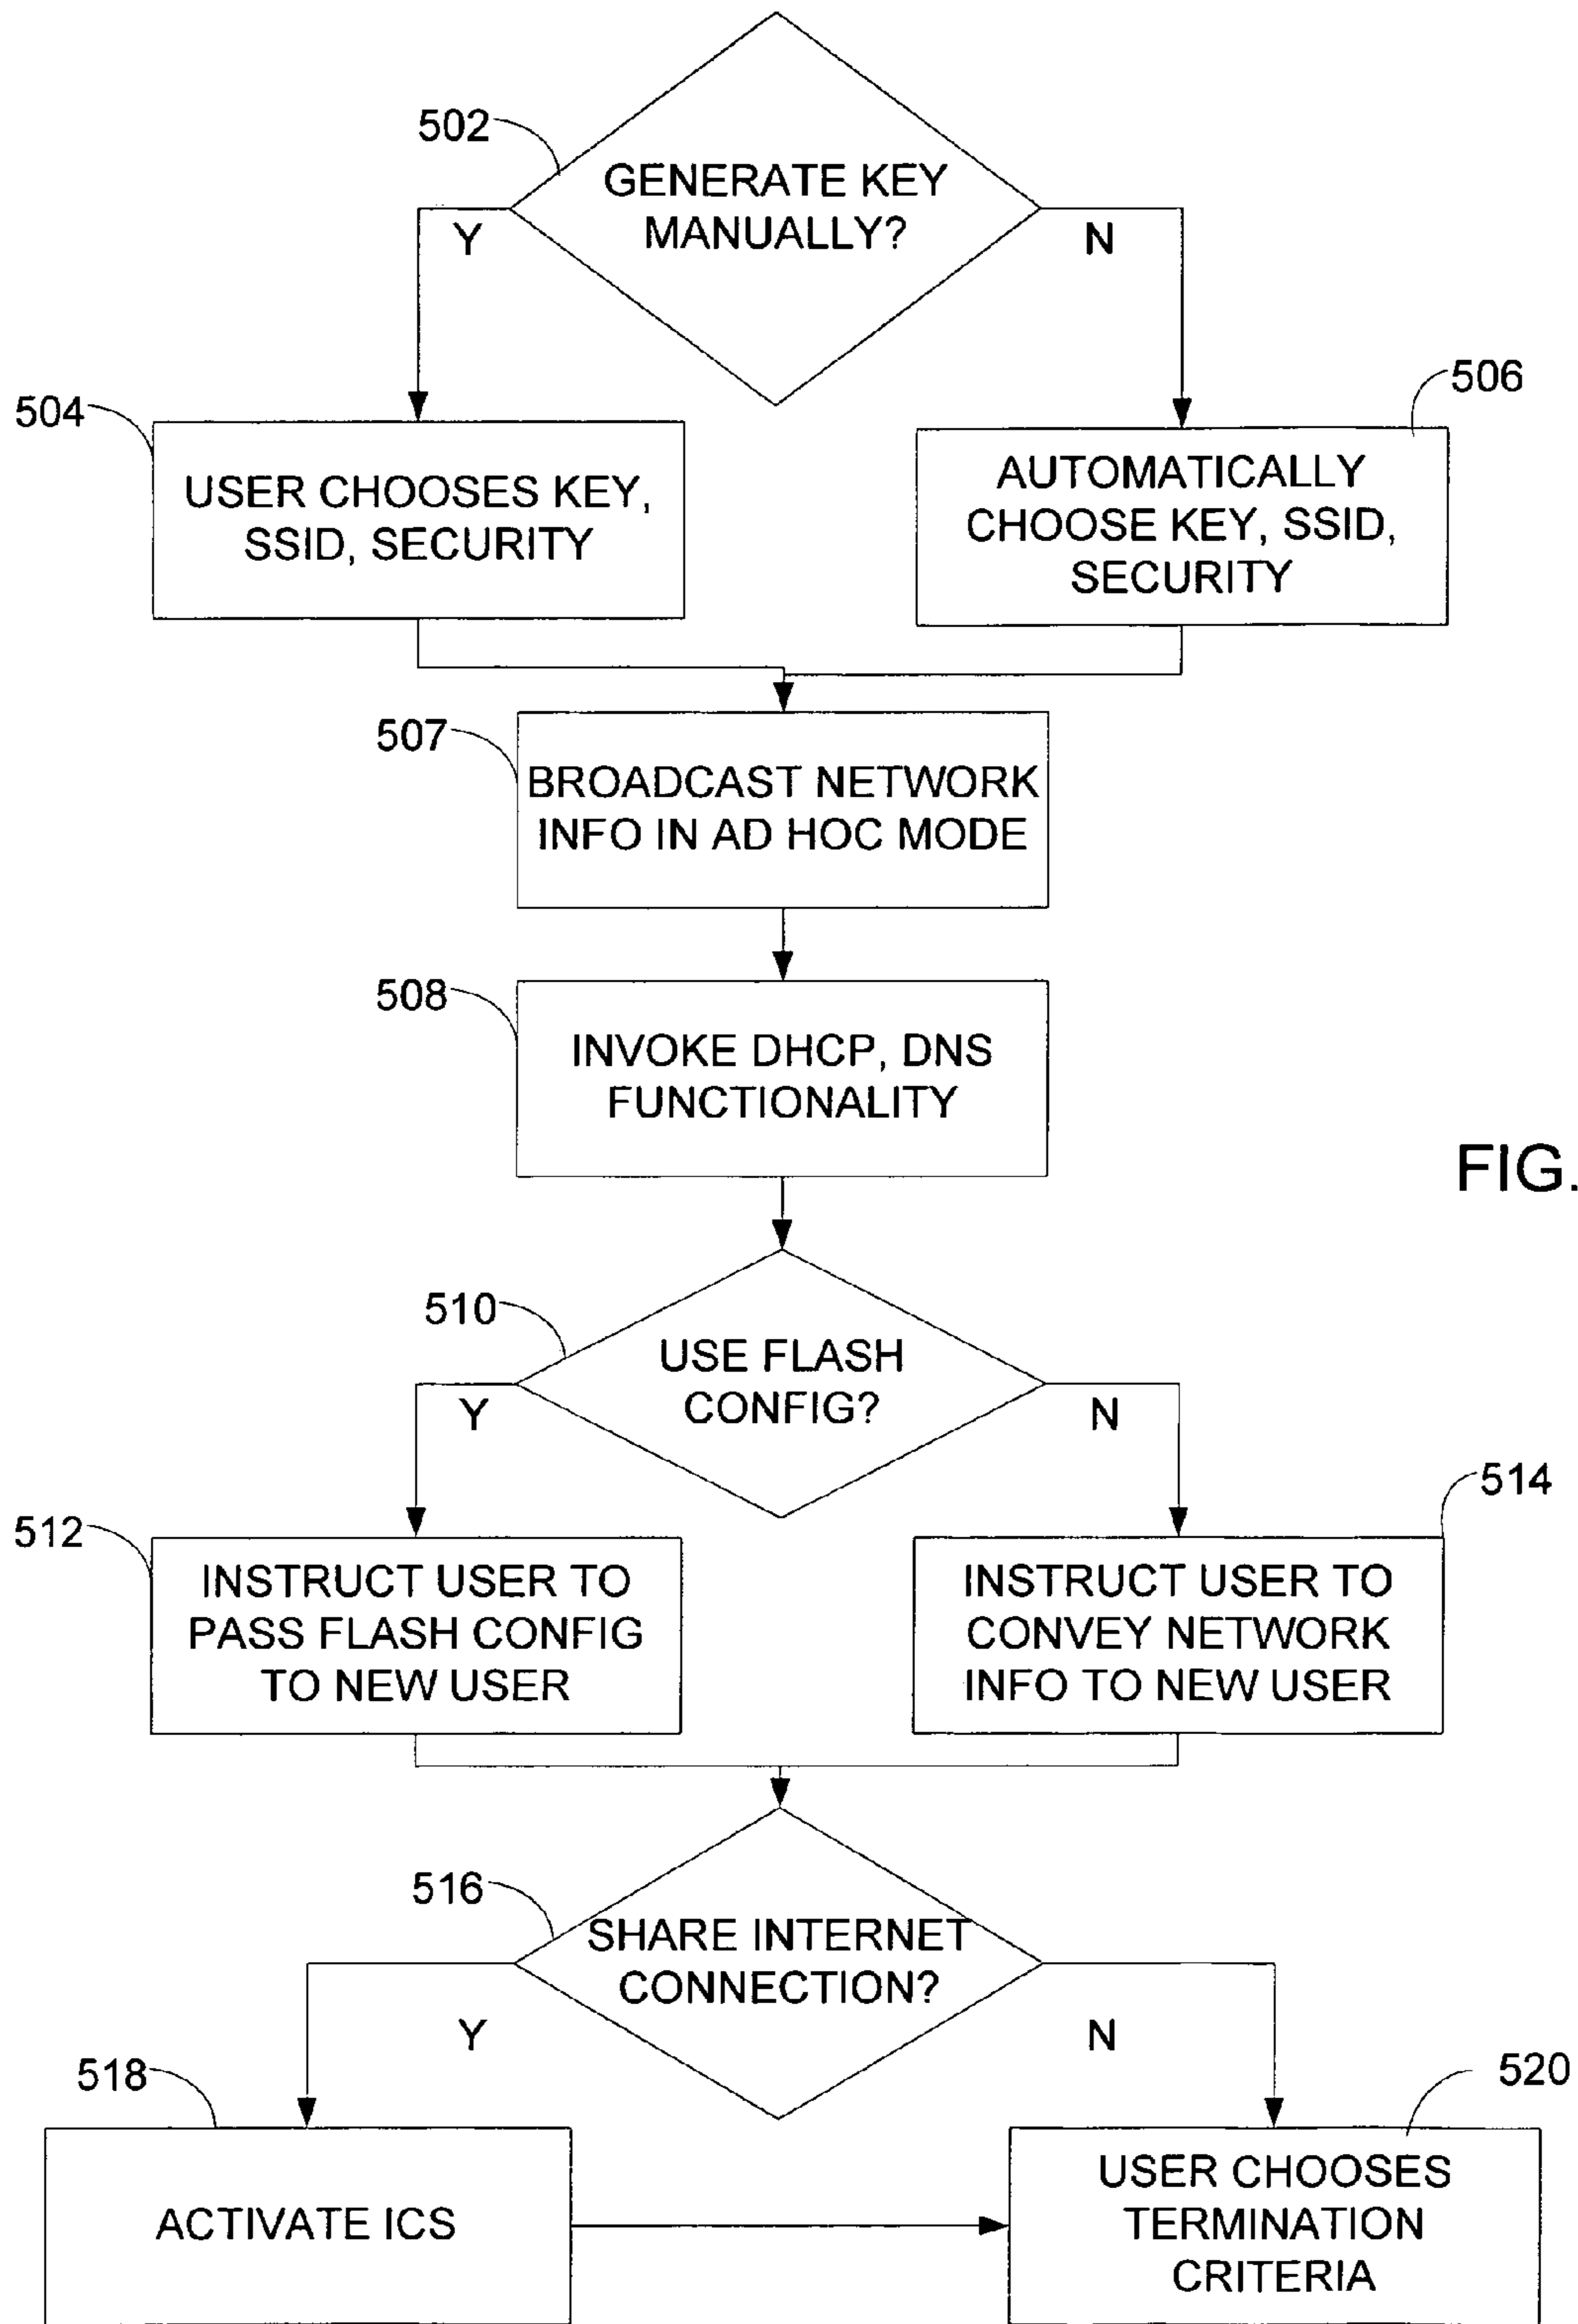 502
GENERATE KEY
MANUALLY?
Y
N
504
506
USER CHOOSES KEY,
SSID, SECURITY
AUTOMATICALLY
CHOOSE KEY, SSID,
SECURITY
507
BROADCAST NETWORK
INFO IN AD HOC MODE
508
INVOKE DHCP, DNS
FUNCTIONALITY
FIG.
510
USE FLASH
CONFIG?
Y
N
512
514
INSTRUCT USER TO
PASS FLASH CONFIG
TO NEW USER
INSTRUCT USER TO
CONVEY NETWORK
INFO TO NEW USER
516
SHARE INTERNET
CONNECTION?
Y
N
518
520
ACTIVATE ICS
USER CHOOSES
TERMINATION
CRITERIA